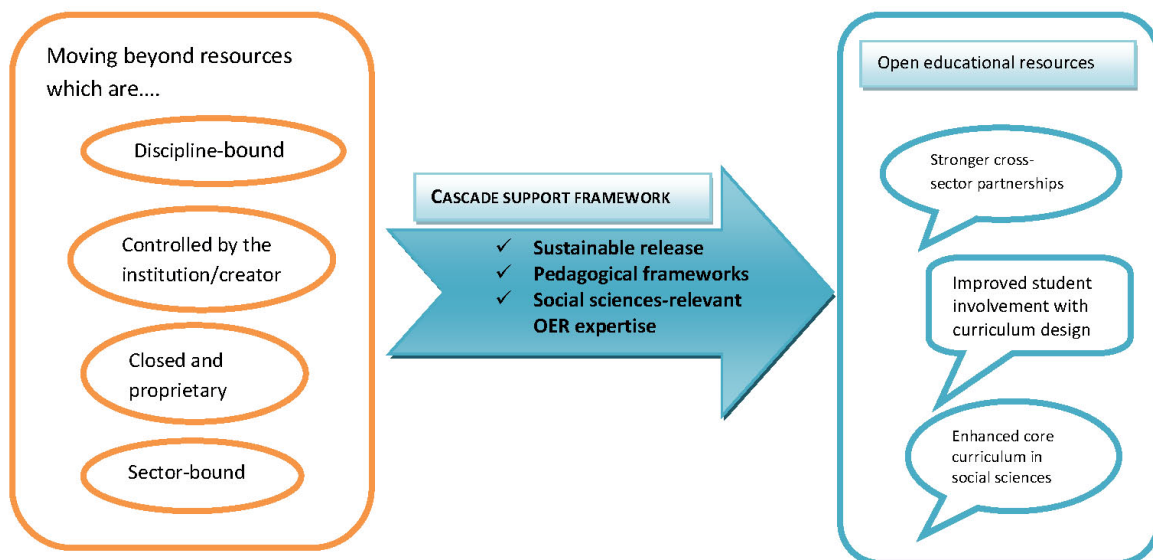 Moving beyond resources
which are....
Discipline-bound
Controlled by the
institution/creator
Closed and
proprietary
Sector-bound
CASCADE SUPPORT FRAMEWORK
✓ Sustainable release
✓ Pedagogical frameworks
✓ Social sciences-relevant
OER expertise
Open educational resources
Stronger cross-
sector partnerships
Improved student
involvement with
curriculum design
Enhanced core
curriculum in
social sciences